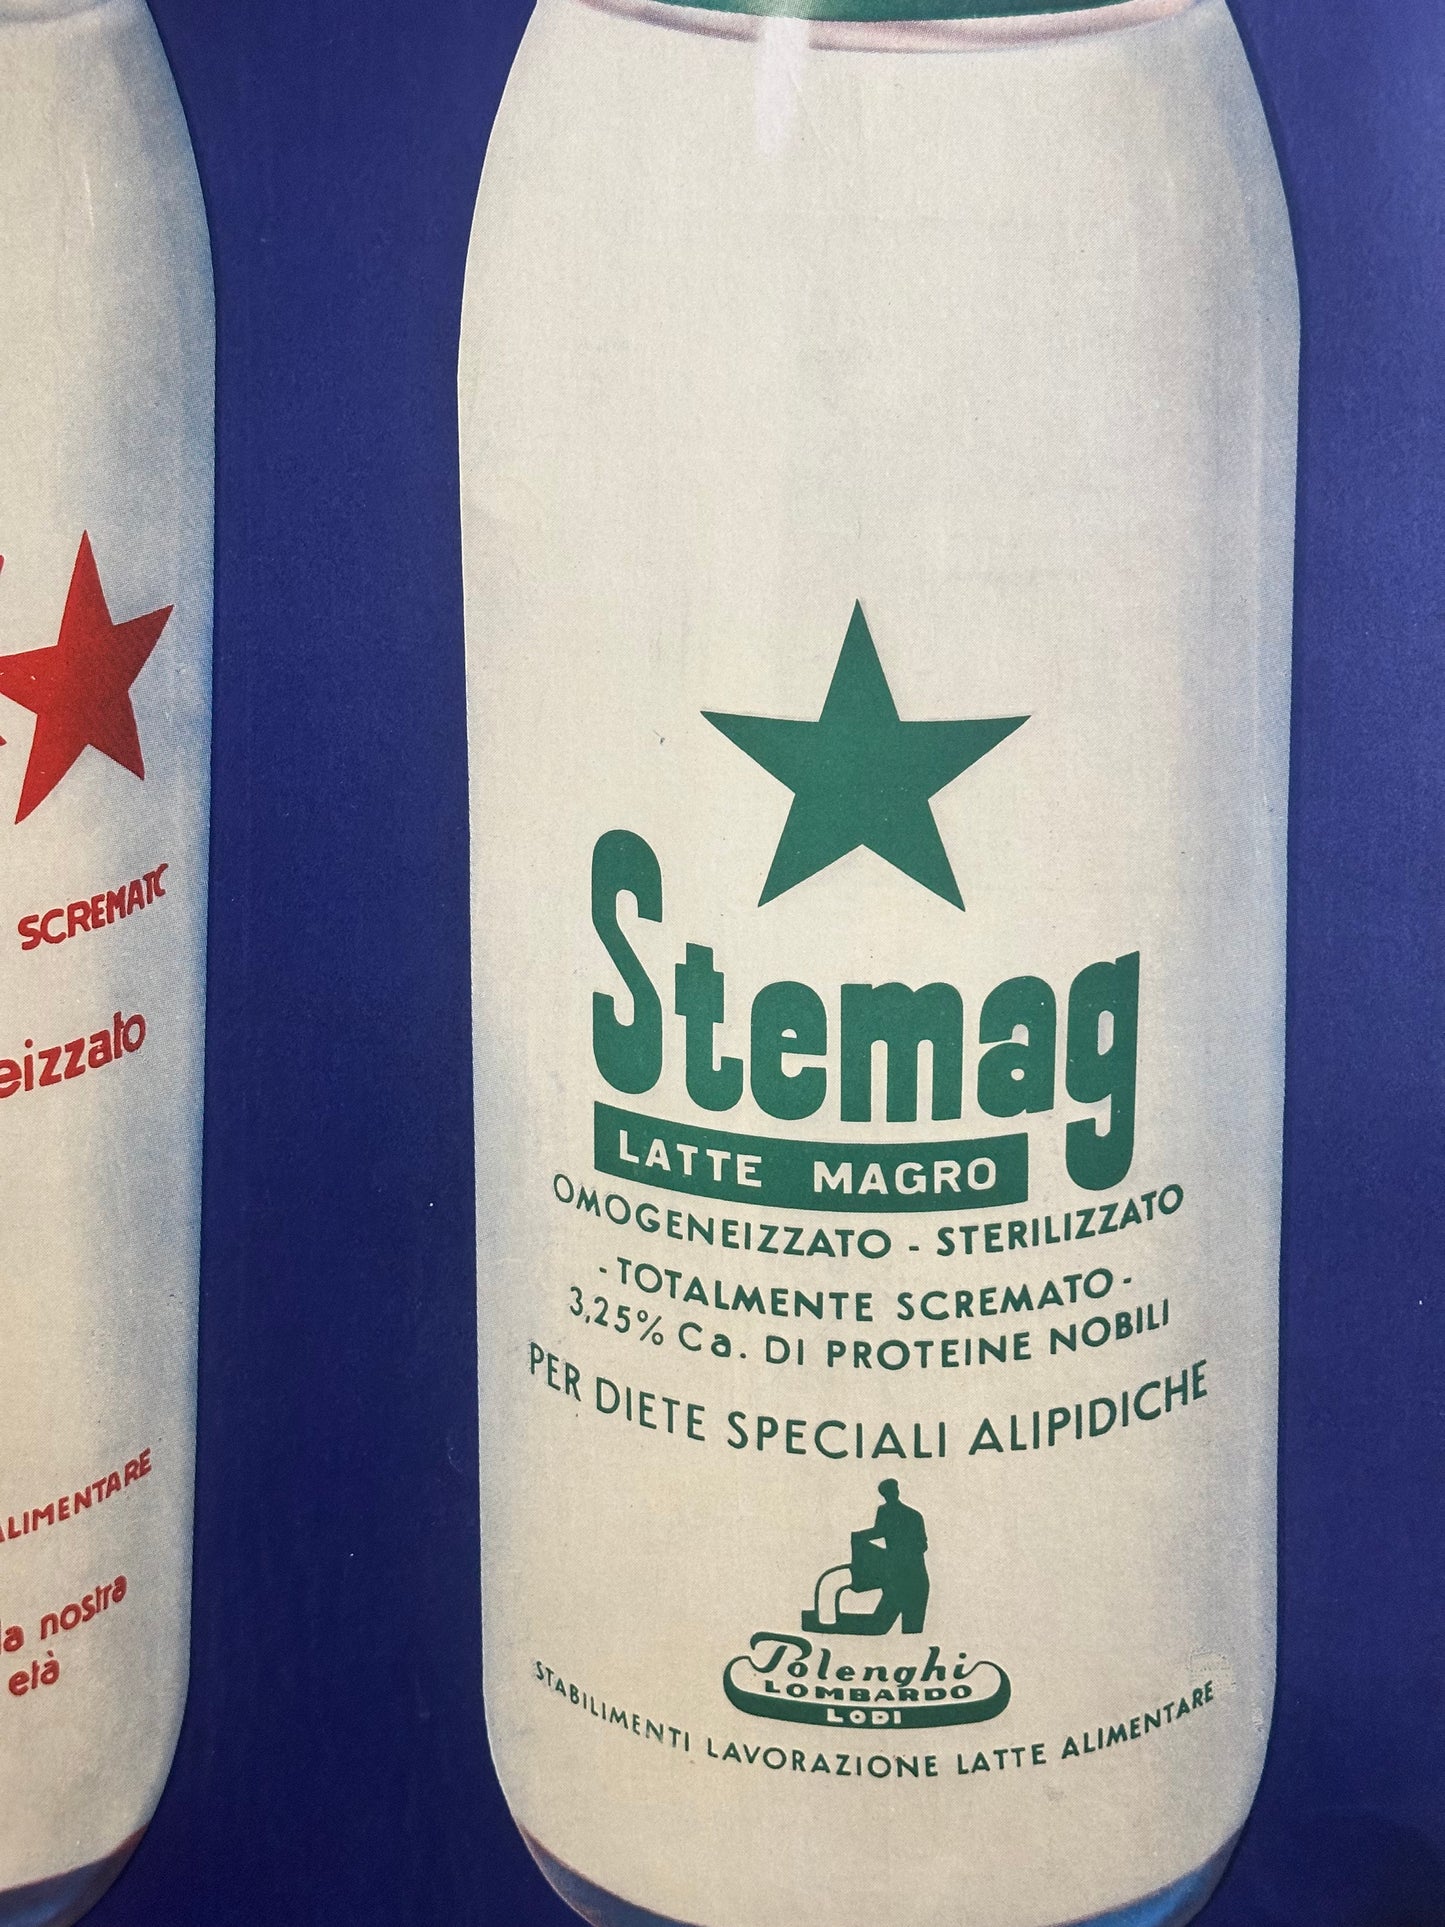 SCREMATO
eizzato
ALIMENTARE
la nostra
età
Stemag
LATTE MAGRO
OMOGENEIZZATO - STERILIZZATO
- TOTALMENTE SCREMATO -
3,25% Ca. DI PROTEINE NOBILI
PER DIETE SPECIALI ALIPIDICHE
Polenghi
LOMBARDO
LODI
STABILIMENTI LAVORAZIONE LATTE ALIMENTARE